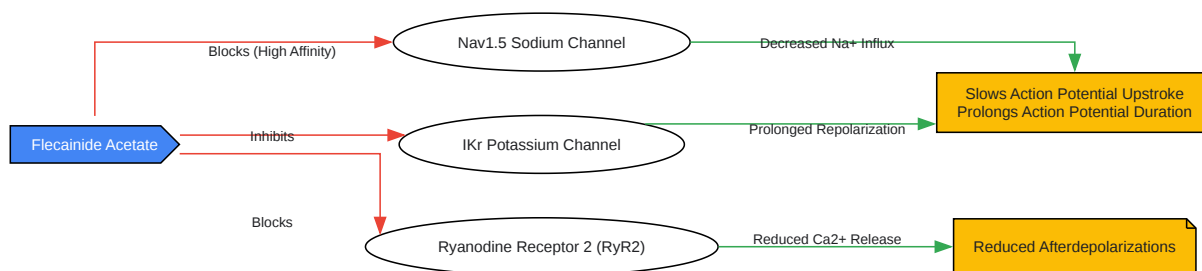 Blocks (High Affinity)
Nav1.5 Sodium Channel
Decreased Na+ Influx
Slows Action Potential Upstroke
Prolongs Action Potential Duration
Flecainide Acetate
Inhibits
IKr Potassium Channel
Prolonged Repolarization
Blocks
Ryanodine Receptor 2 (RyR2)
Reduced Ca2+ Release
Reduced Afterdepolarizations